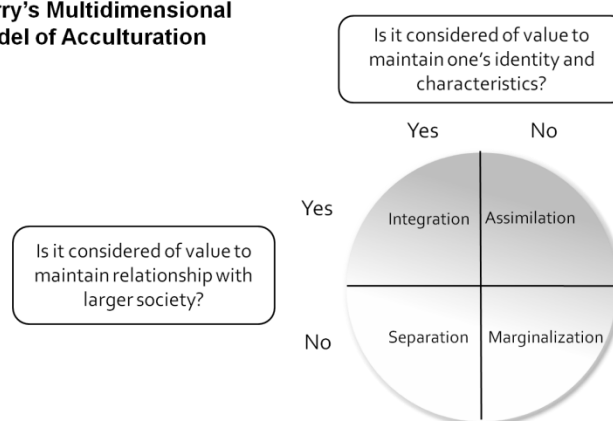 rry's Multidimensional
del of Acculturation
Is it considered of value to
maintain one's identity and
characteristics?
Yes No
Yes
Integration Assimilation
Is it considered of value to
maintain relationship with
larger society?
No
Separation Marginalization